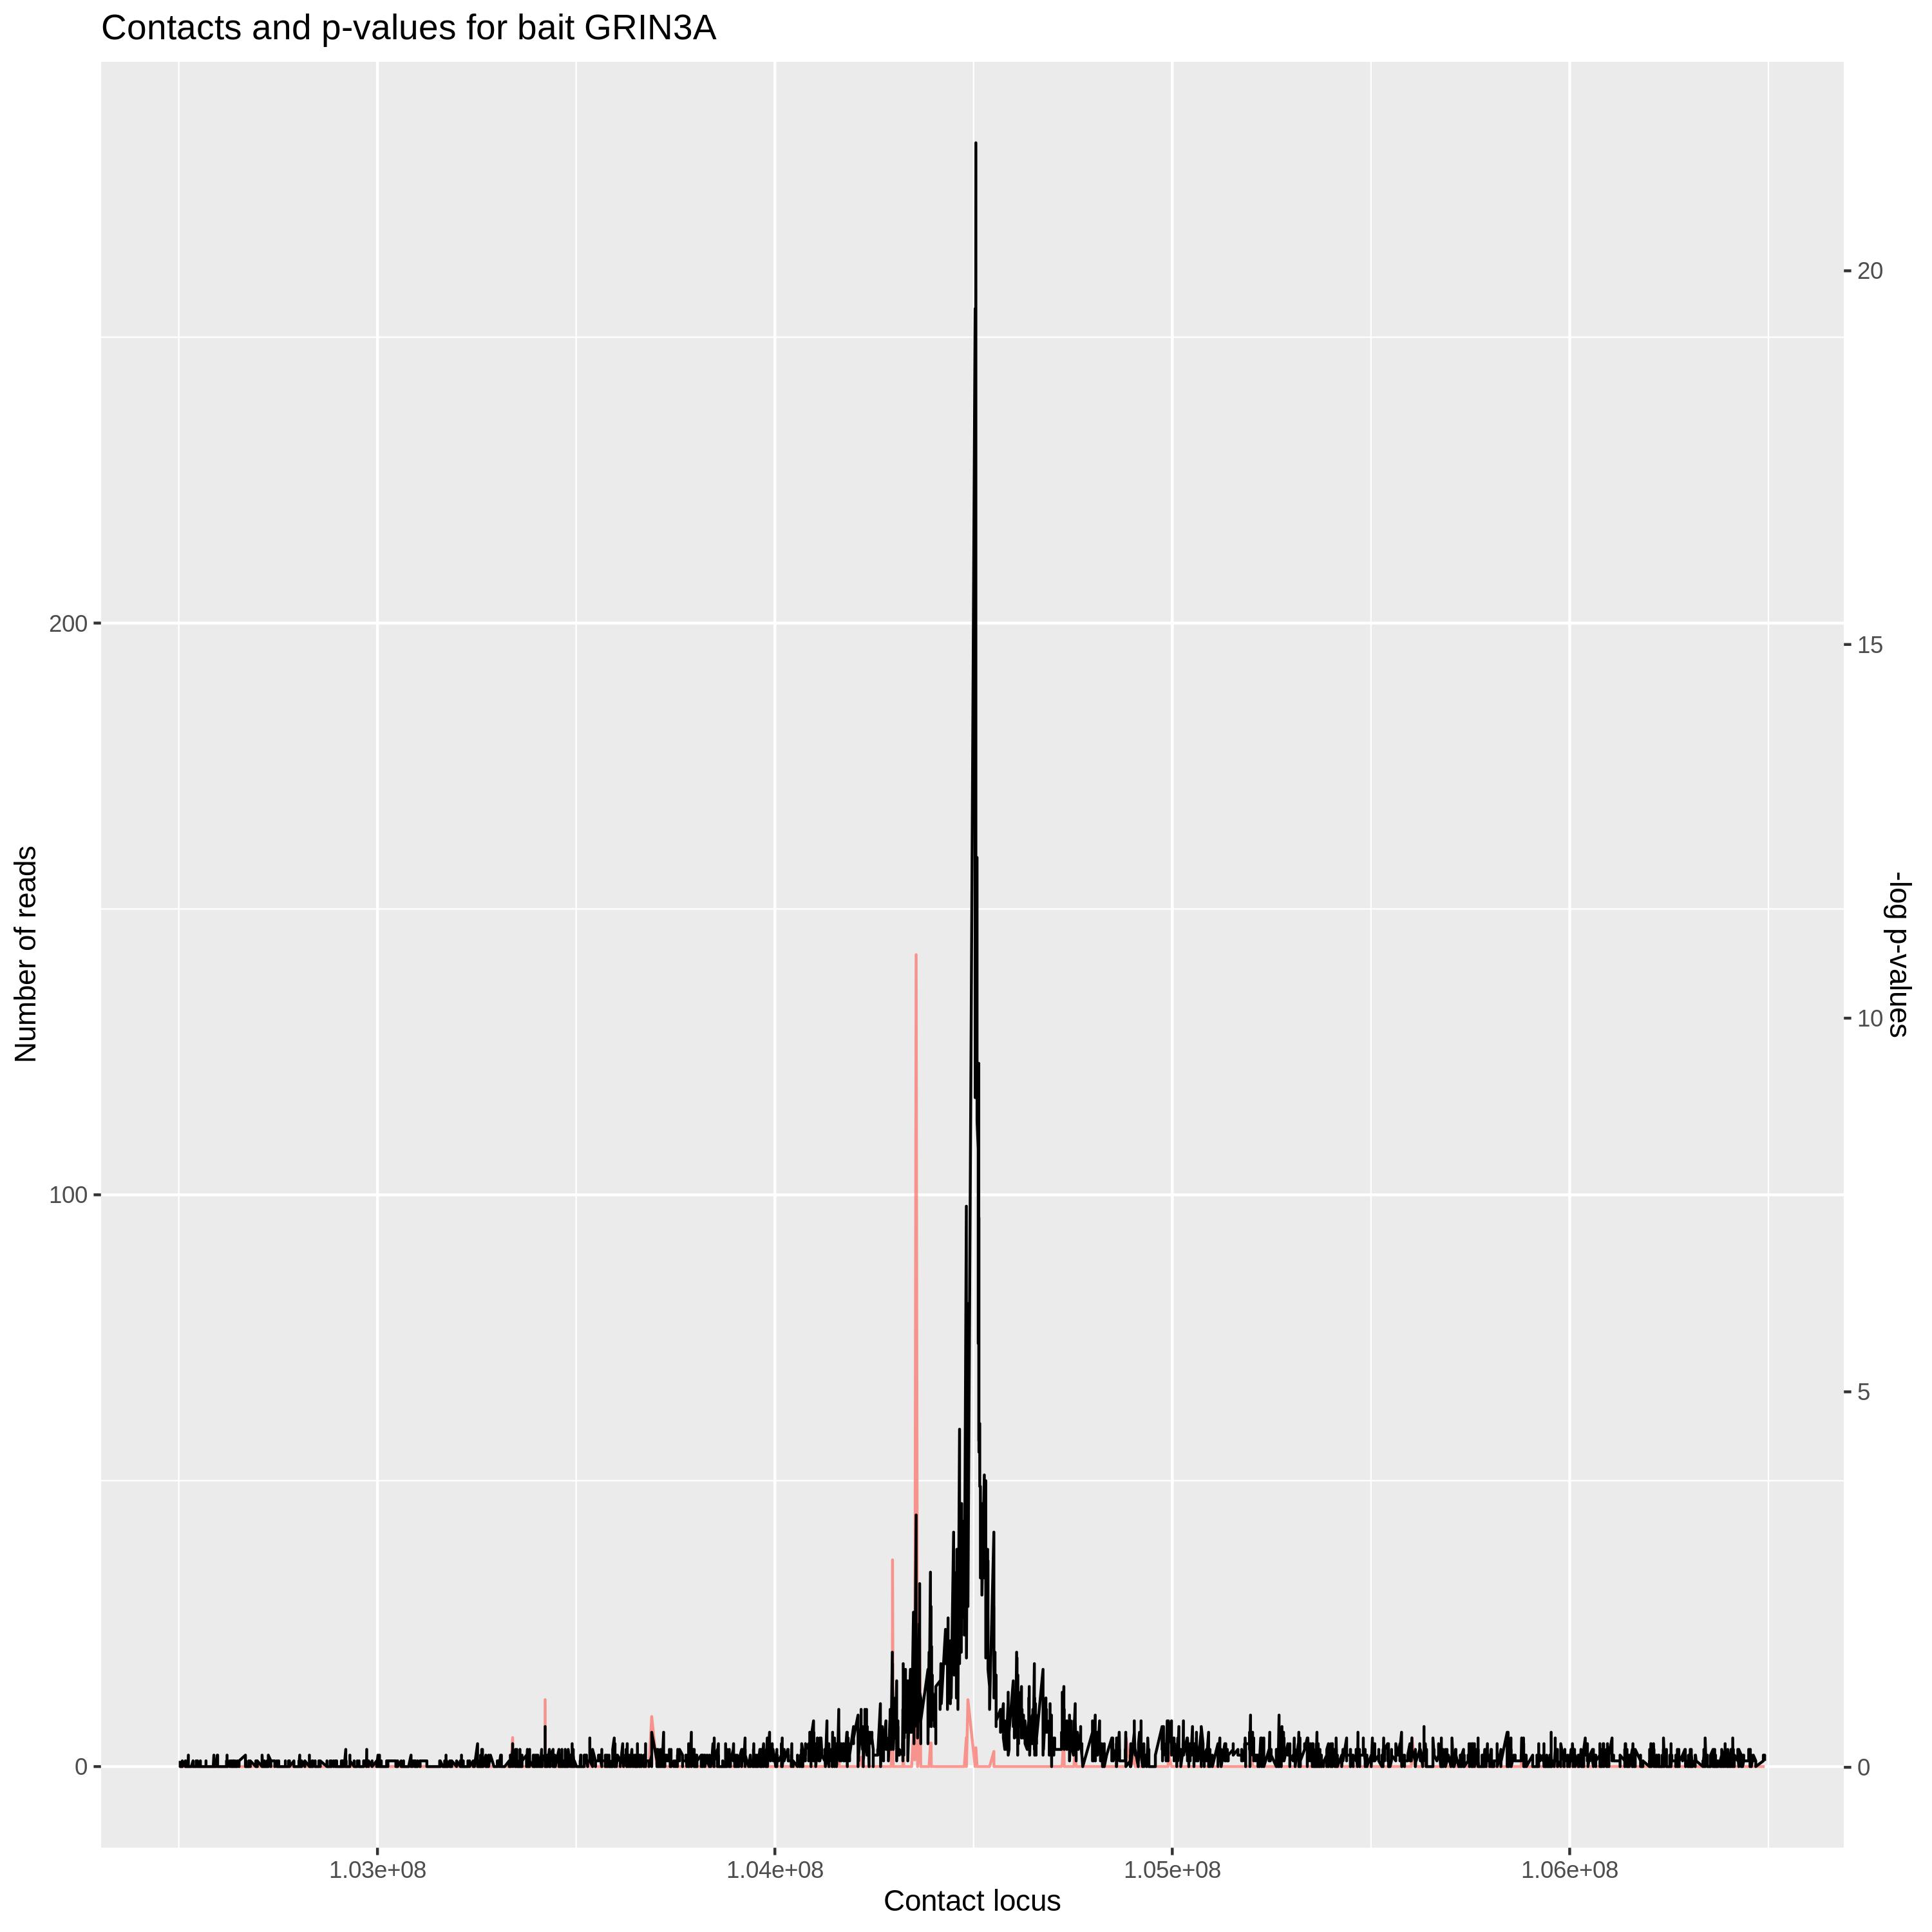 Contacts and p-values for bait GRIN3A
Number of reads
200
100
0
20
15
10
5
0
-log p-values
1.03e+08
1.04e+08
1.05e+08
1.06e+08
Contact locus